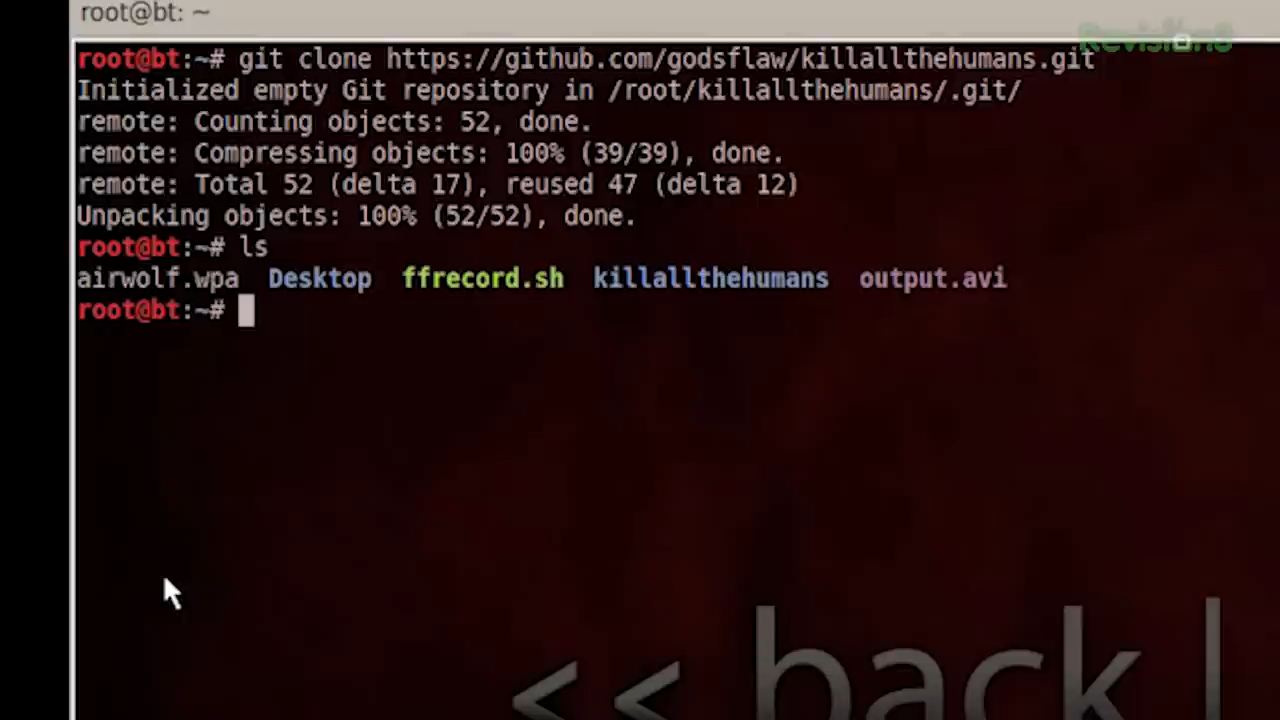 root@bt: ~
Revision3
root@bt:~# git clone https://github.com/godsflaw/killallthehumans.git
Initialized empty Git repository in /root/killallthehumans/.git/
remote: Counting objects: 52, done.
remote: Compressing objects: 100% (39/39), done.
remote: Total 52 (delta 17), reused 47 (delta 12)
Unpacking objects: 100% (52/52), done.
root@bt:~# ls
airwolf.wpa Desktop ffrecord.sh killallthehumans output.avi
root@bt:~#
<< back |